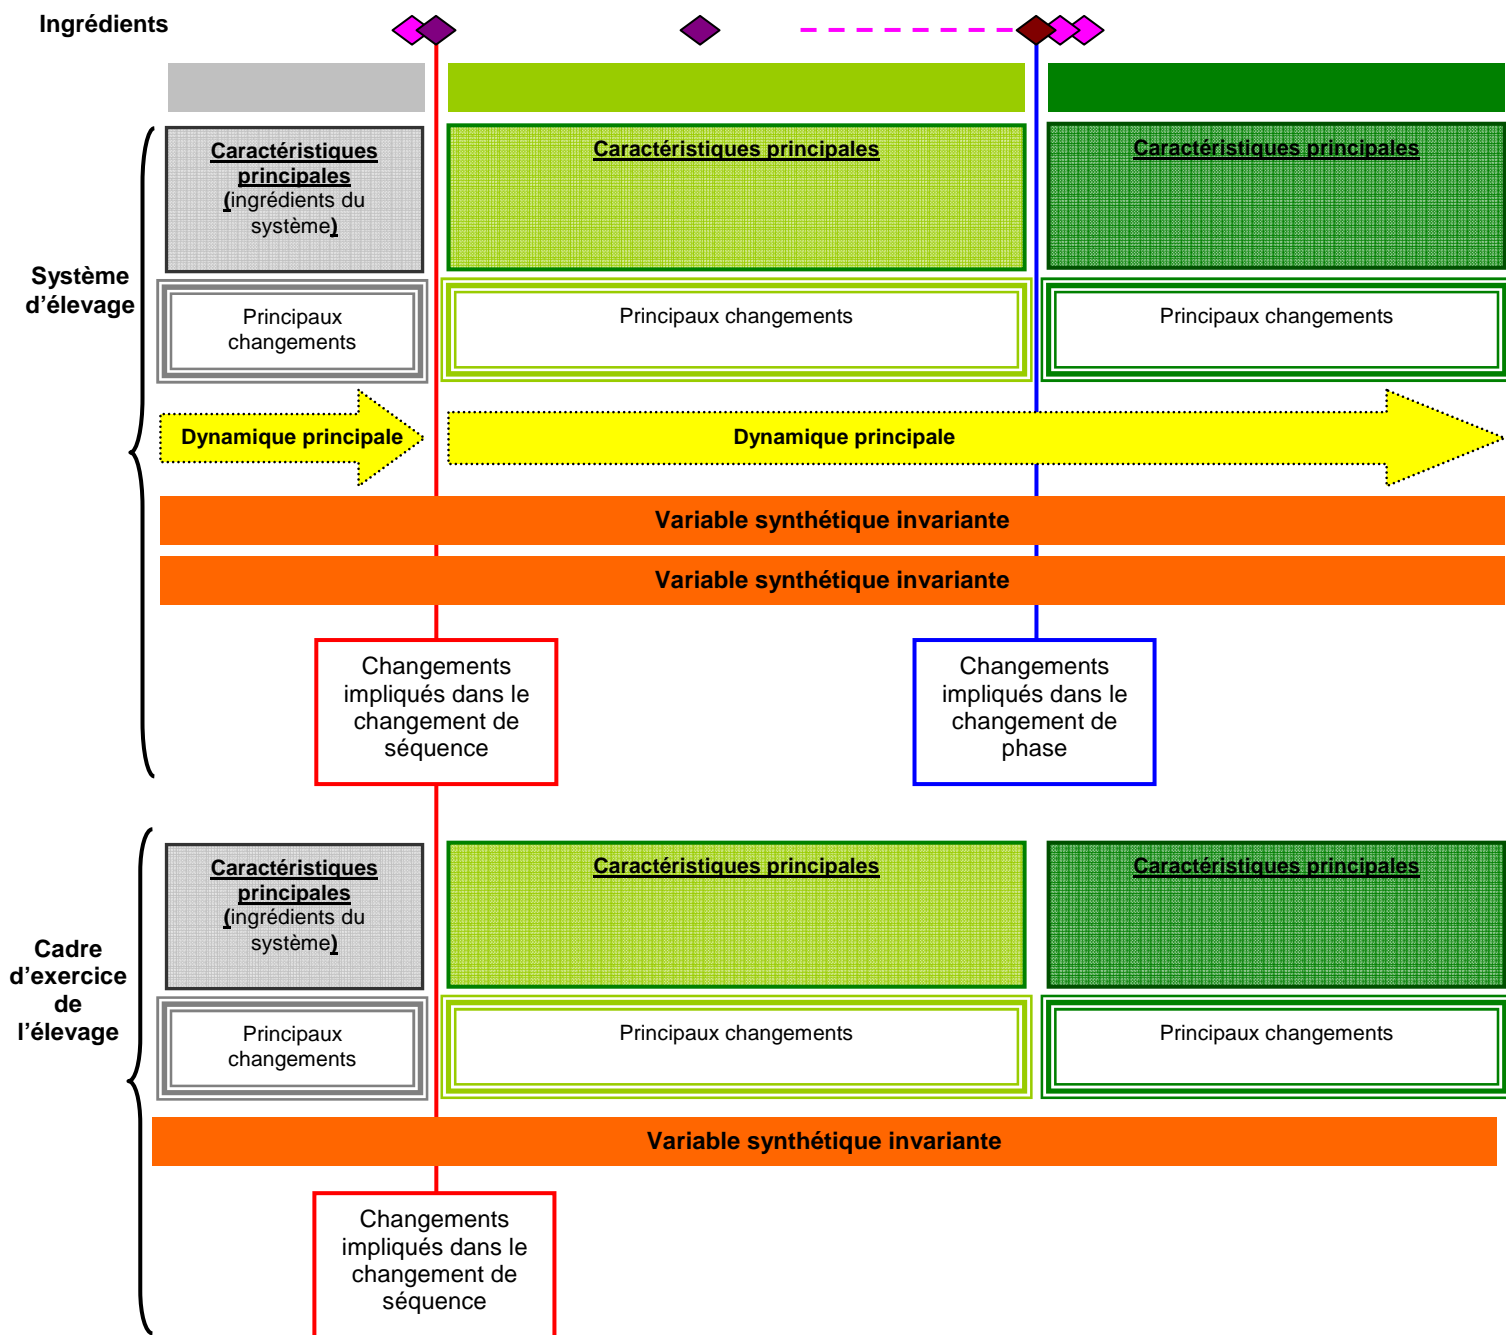 Ingrédients
Caractéristiques
principales
(ingrédients du
système)
Caractéristiques principales
Caractéristiques principales
Système
d'élevage
Principaux
changements
Principaux changements
Principaux changements
Dynamique principale
Dynamique principale
Variable synthétique invariante
Variable synthétique invariante
Changements
impliqués dans le
changement de
séquence
Changements
impliqués dans le
changement de
phase
Caractéristiques
principales
(ingrédients du
système)
Caractéristiques principales
Caractéristiques principales
Cadre
d'exercice
de
l'élevage
Principaux
changements
Principaux changements
Principaux changements
Variable synthétique invariante
Changements
impliqués dans le
changement de
séquence